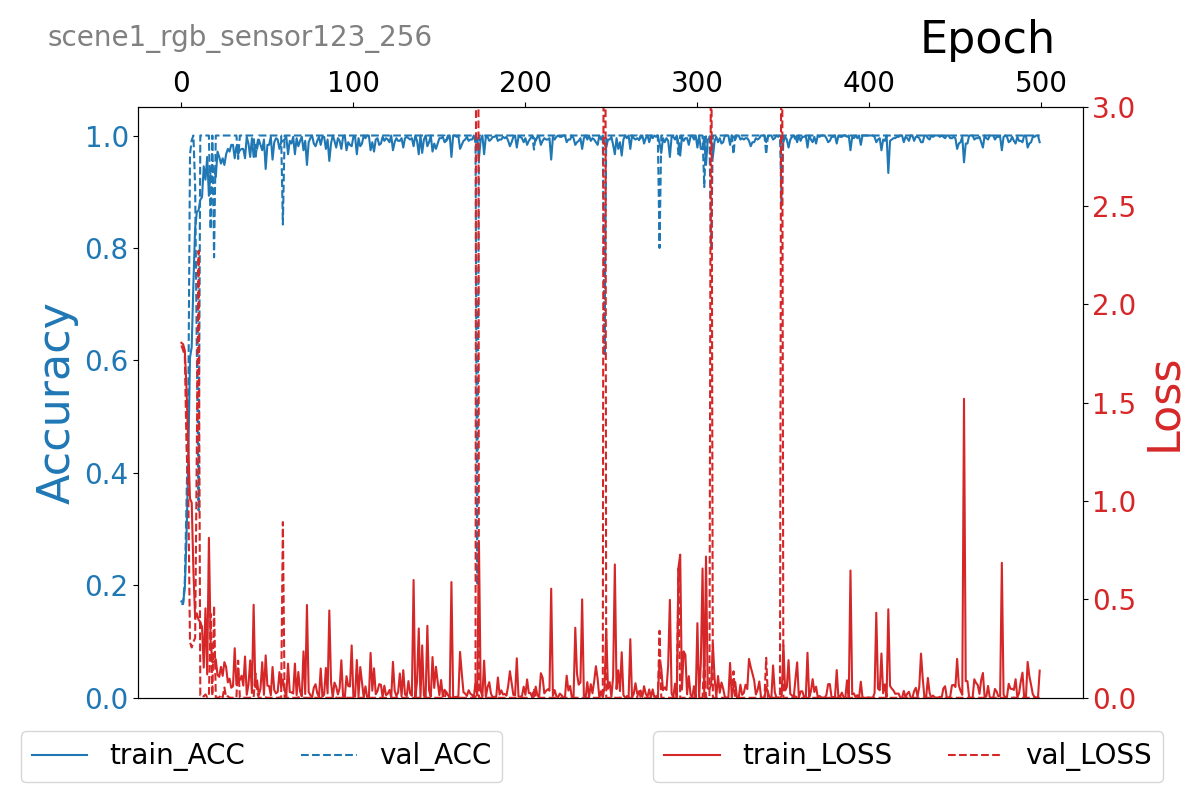 scene1_rgb_sensor123_256
Epoch
0 100 200 300 400 500
1.0
0.8
0.6
0.4
0.2
0.0
Accuracy
3.0
2.5
2.0
1.5
1.0
0.5
0.0
Loss
train_ACC val_ACC
train_LOSS val_LOSS